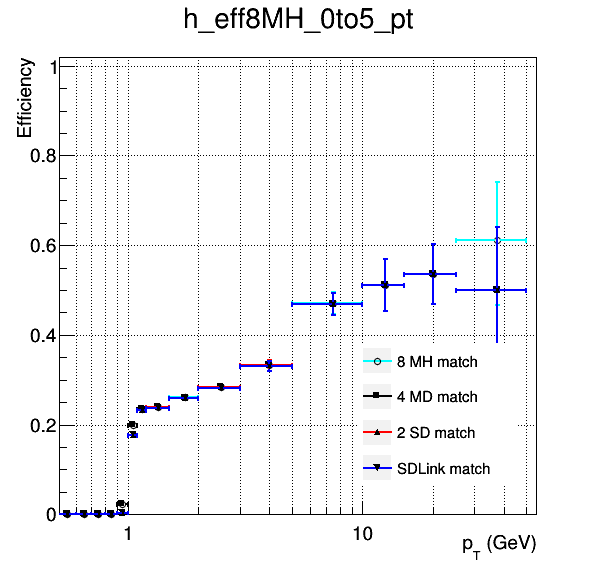 h_eff8MH_0to5_pt
Efficiency
1
0.8
0.6
0.4
0.2
0
8 MH match
4 MD match
2 SD match
SDLink match
1
10
p_T (GeV)